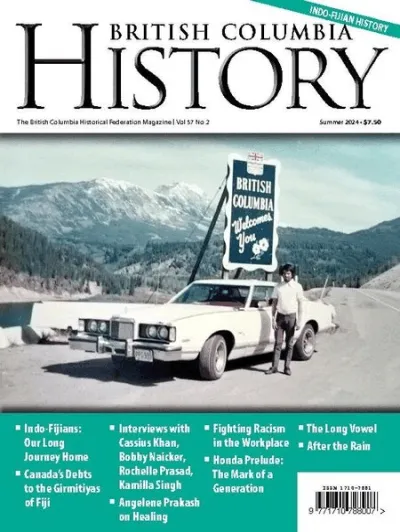 INDO-FIJIAN HISTORY
BRITISH COLUMBIA
HISTORY
The British Columbia Historical Federation Magazine | Vol 57 No. 2
Summer 2024 • $7.50
BRITISH
COLUMBIA
Welcomes
You
▪ Indo-Fijians:
Our Long
Journey Home
▪ Canada's Debts
to the Girmitiyas
of Fiji
▪ Interviews with
Cassius Khan,
Bobby Naicker,
Rochelle Prasad,
Kamilla Singh
▪ Angelene Prakash
on Healing
▪ Fighting Racism
in the Workplace
▪ Honda Prelude:
The Mark of a
Generation
▪ The Long Vowel
▪ After the Rain
ISSN 1710-7881
9 771710 788007 >